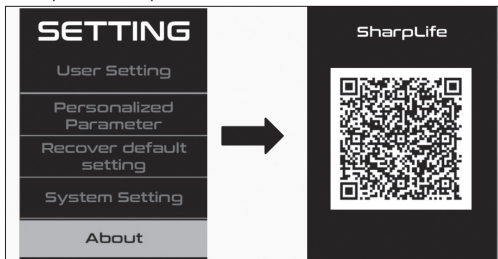 SETTING
User Setting
Personalized
Parameter
Recover default
setting
System Setting
About
SharpLife